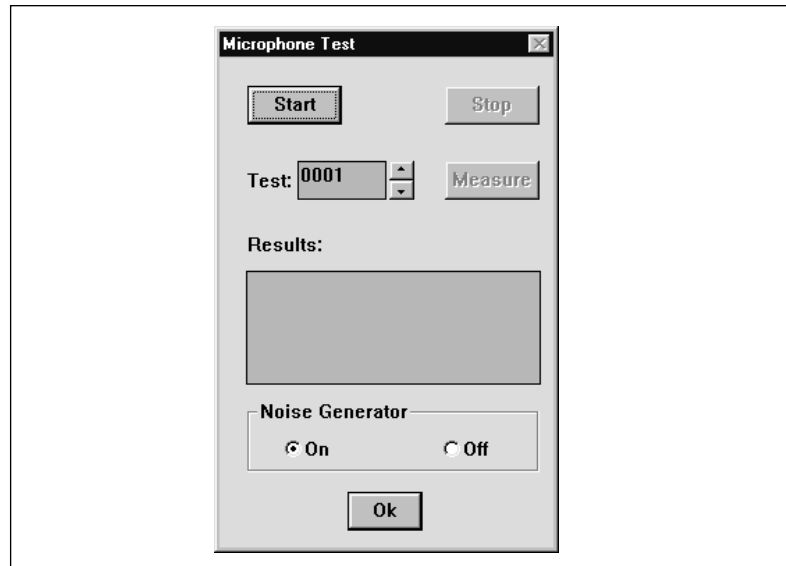 Microphone Test
Start Stop
Test: 0001 Measure
Results:
Noise Generator
On Off
Ok